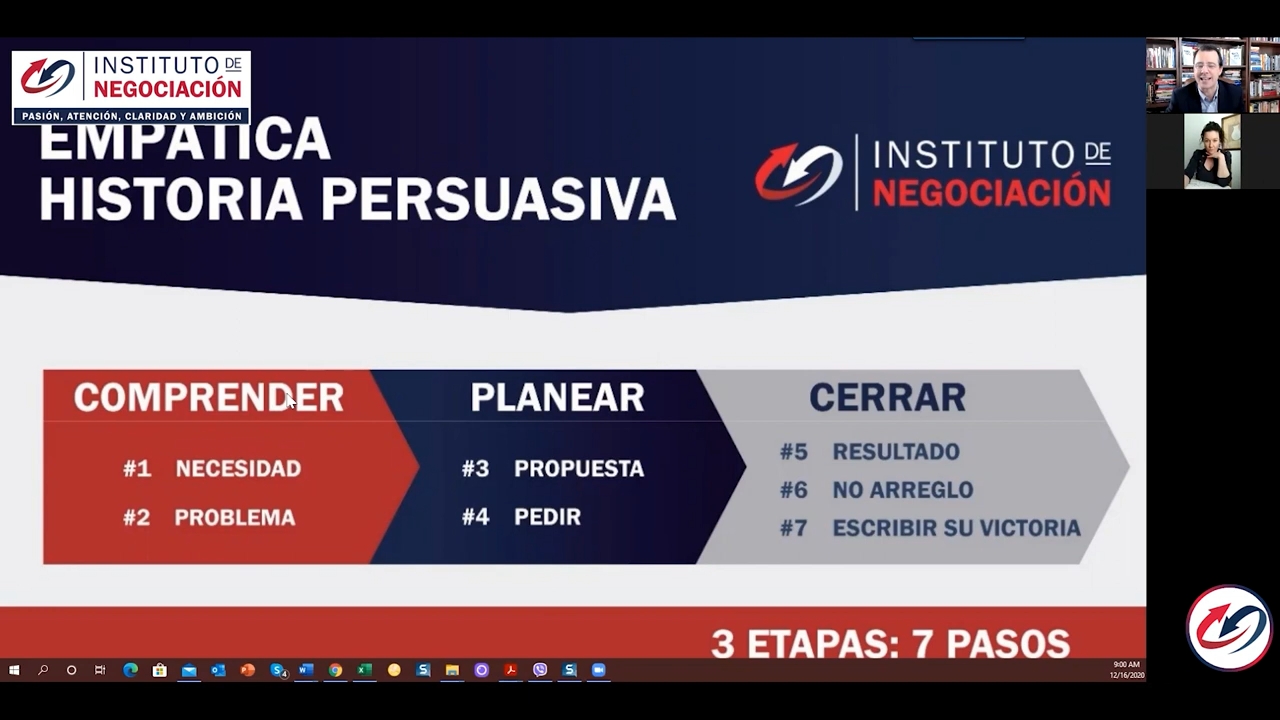 INSTITUTO DE
NEGOCIACIÓN
PASIÓN, ATENCIÓN, CLARIDAD Y AMBICIÓN
EMPÁTICA
HISTORIA PERSUASIVA
INSTITUTO DE
NEGOCIACIÓN
COMPRENDER
#1 NECESIDAD
#2 PROBLEMA
PLANEAR
#3 PROPUESTA
#4 PEDIR
CERRAR
#5 RESULTADO
#6 NO ARREGLO
#7 ESCRIBIR SU VICTORIA
3 ETAPAS: 7 PASOS
9:00 AM
12/16/2020